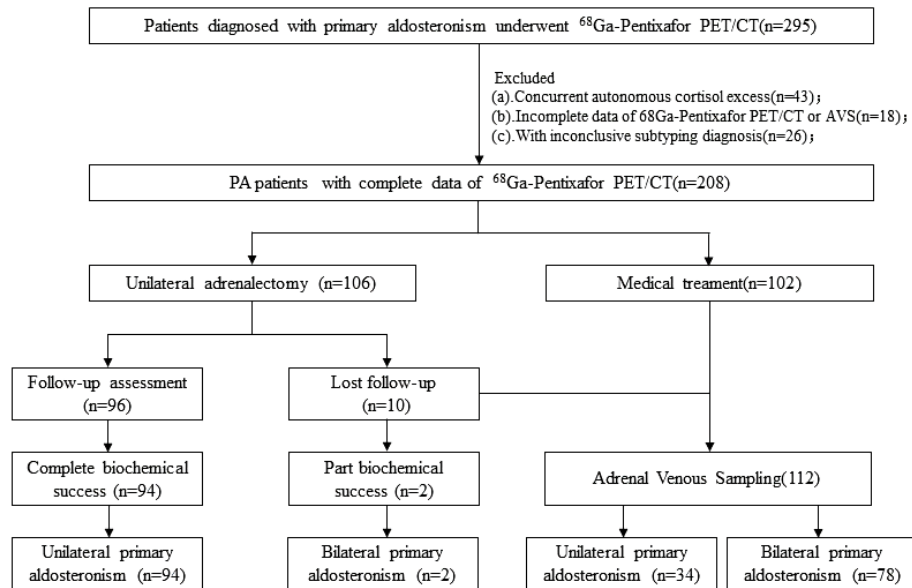 Patients diagnosed with primary aldosteronism underwent ⁶⁸Ga-Pentixafor PET/CT(n=295)
Excluded
(a).Concurrent autonomous cortisol excess(n=43)；
(b).Incomplete data of 68Ga-Pentixafor PET/CT or AVS(n=18)；
(c).With inconclusive subtyping diagnosis(n=26)；
PA patients with complete data of ⁶⁸Ga-Pentixafor PET/CT(n=208)
Unilateral adrenalectomy (n=106)
Medical treament(n=102)
Follow-up assessment
(n=96)
Lost follow-up
(n=10)
Complete biochemical
success (n=94)
Part biochemical
success (n=2)
Adrenal Venous Sampling(112)
Unilateral primary
aldosteronism (n=94)
Bilateral primary
aldosteronism (n=2)
Unilateral primary
aldosteronism (n=34)
Bilateral primary
aldosteronism (n=78)